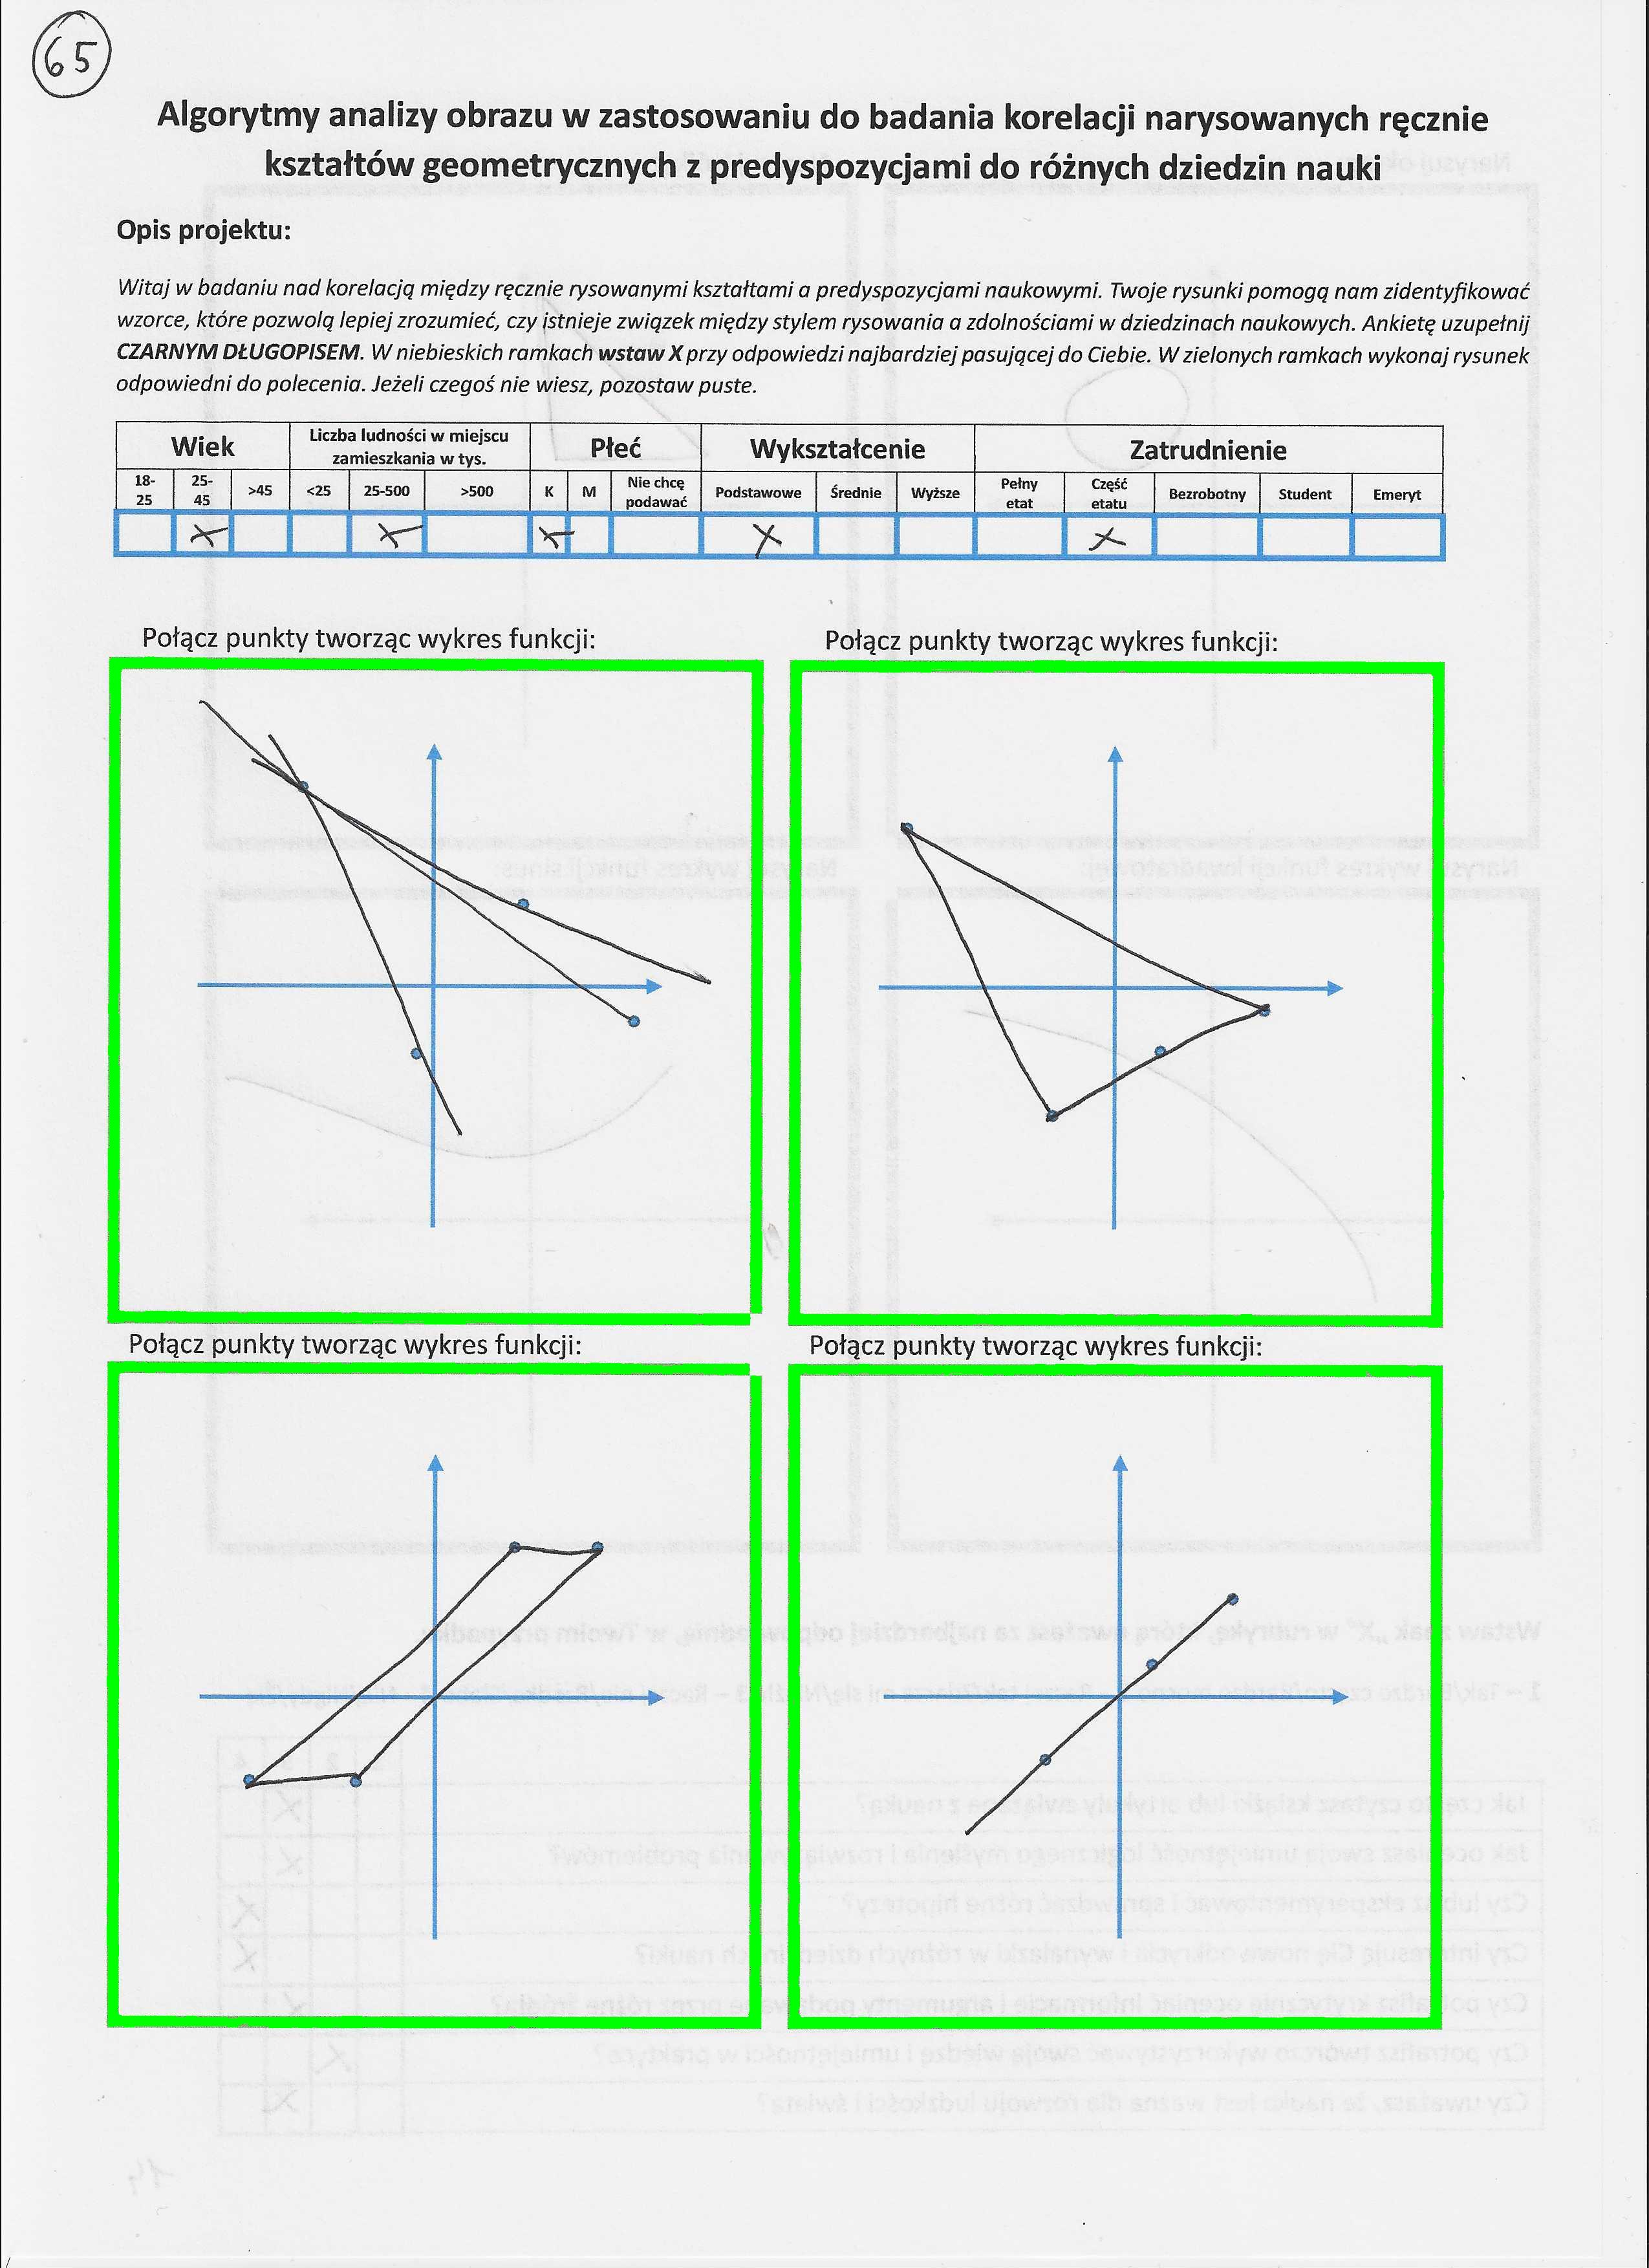 65
Algorytmy analizy obrazu w zastosowaniu do badania korelacji narysowanych ręcznie
kształtów geometrycznych z predyspozycjami do różnych dziedzin nauki
Opis projektu:
Witaj w badaniu nad korelacją między ręcznie rysowanymi kształtami a predyspozycjami naukowymi. Twoje rysunki pomogą nam zidentyfikować
wzorce, które pozwolą lepiej zrozumieć, czy istnieje związek między stylem rysowania a zdolnościami w dziedzinach naukowych. Ankietę uzupełnij
CZARNYM DŁUGOPISEM. W niebieskich ramkach wstaw X przy odpowiedzi najbardziej pasującej do Ciebie. W zielonych ramkach wykonaj rysunek
odpowiedni do polecenia. Jeżeli czegoś nie wiesz, pozostaw puste.
Wiek Liczba ludności w miejscu zamieszkania w tys. Płeć Wykształcenie Zatrudnienie
18-25 25-45 >45 <25 25-500 >500 K M Nie chcę podawać Podstawowe Średnie Wyższe Pełny etat Część etatu Bezrobotny Student Emeryt
X X X X X
Połącz punkty tworząc wykres funkcji: Połącz punkty tworząc wykres funkcji:
Połącz punkty tworząc wykres funkcji: Połącz punkty tworząc wykres funkcji: